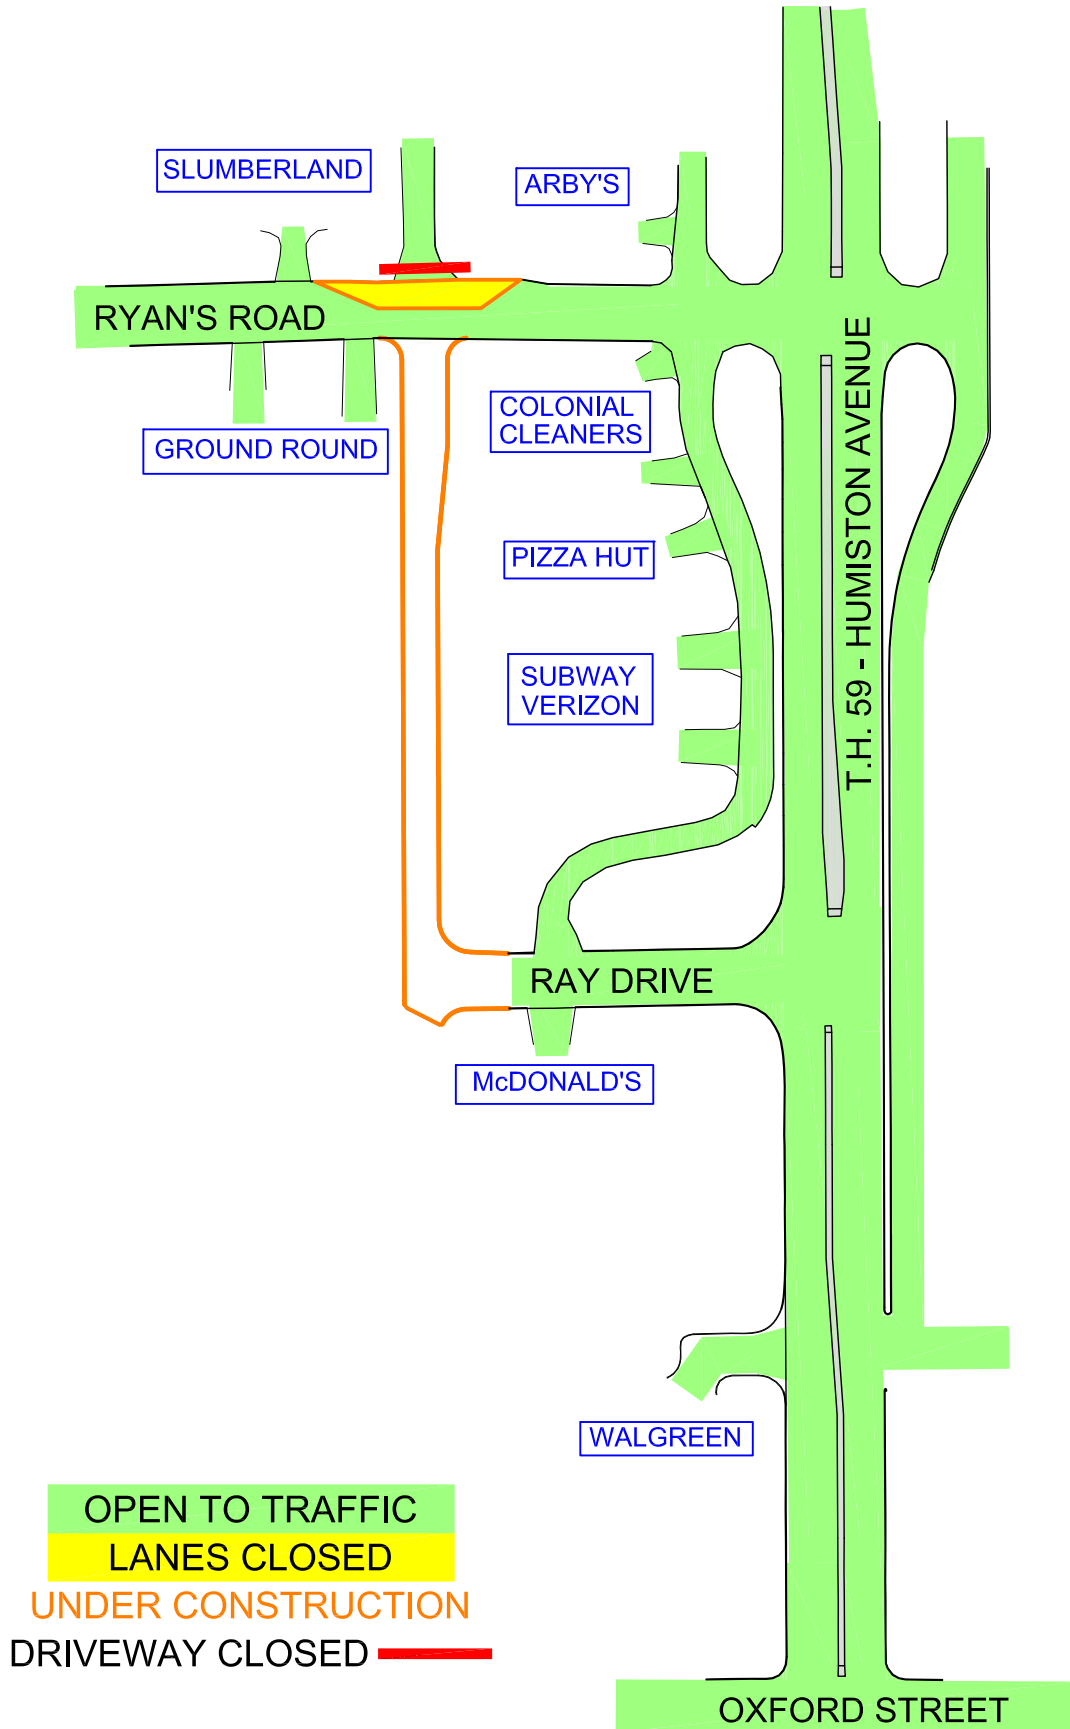 SLUMBERLAND
ARBY'S
RYAN'S ROAD
T.H. 59 - HUMISTON AVENUE
COLONIAL
CLEANERS
GROUND ROUND
PIZZA HUT
SUBWAY
VERIZON
RAY DRIVE
McDONALD'S
WALGREEN
OPEN TO TRAFFIC
LANES CLOSED
UNDER CONSTRUCTION
DRIVEWAY CLOSED
OXFORD STREET